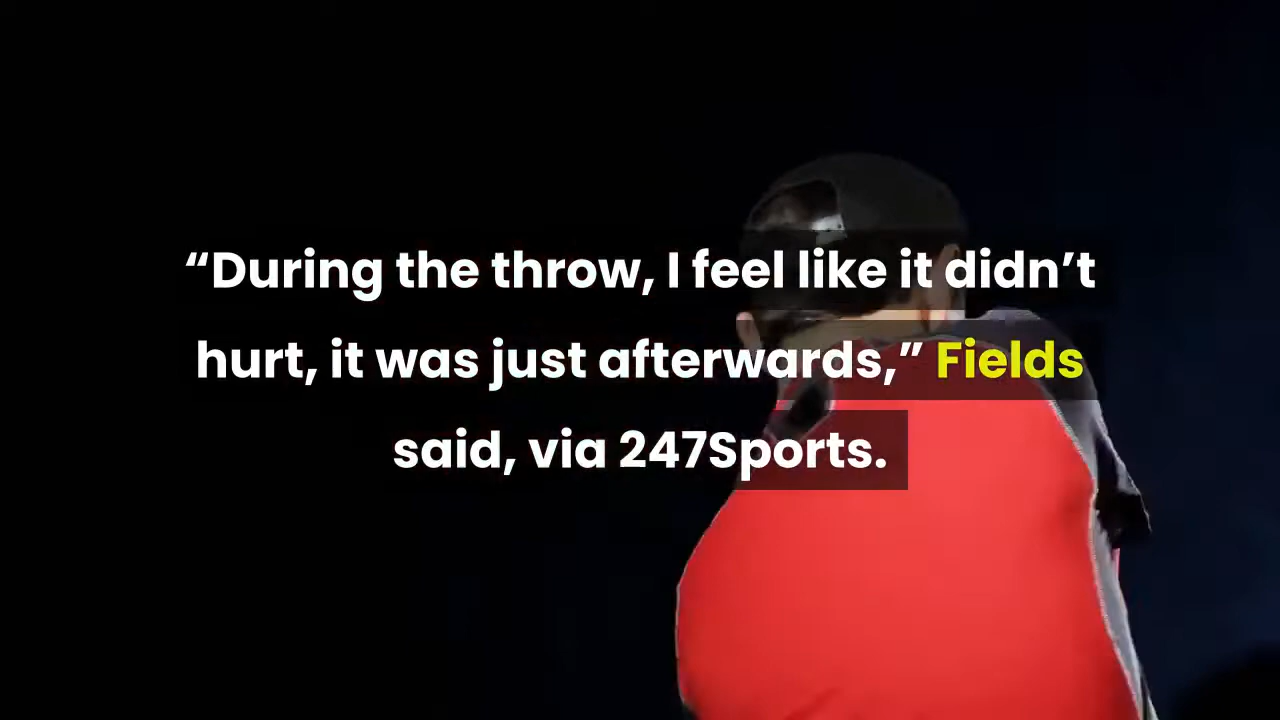 “During the throw, I feel like it didn’t
hurt, it was just afterwards,” Fields
said, via 247Sports.